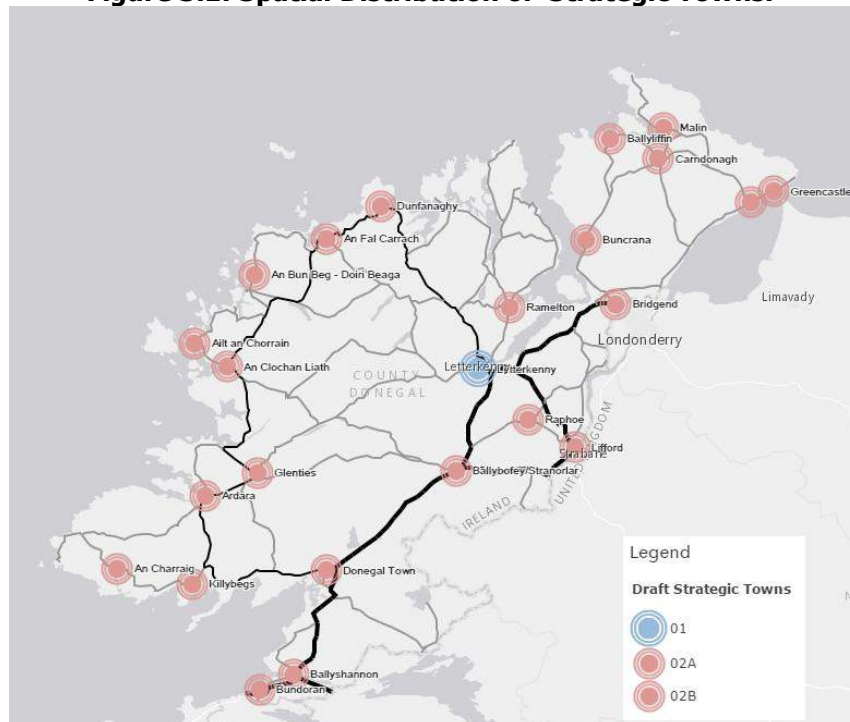 Figure 3.2: Spatial Distribution of Strategic Towns.
Malin
Ballyliffin
Carndonagh
Greencastle
Dunfanaghy
An Fal Carrach
Buncrana
An Bun Beg - Doiri Beaga
Limavady
Ramelton
Bridgend
Ailt an Chorrain
Londonderry
An Clochan Liath
Letterkenny
Letterkenny
COUNTY
DONEGAL
Raphoe
Lifford
Strabane
Glenties
Ballybofey/Stranorlar
Ardara
IRELAND
UNITED KINGDOM
An Charraig
Killybegs
Donegal Town
Ballyshannon
Bundoran
Legend
Draft Strategic Towns
01
02A
02B